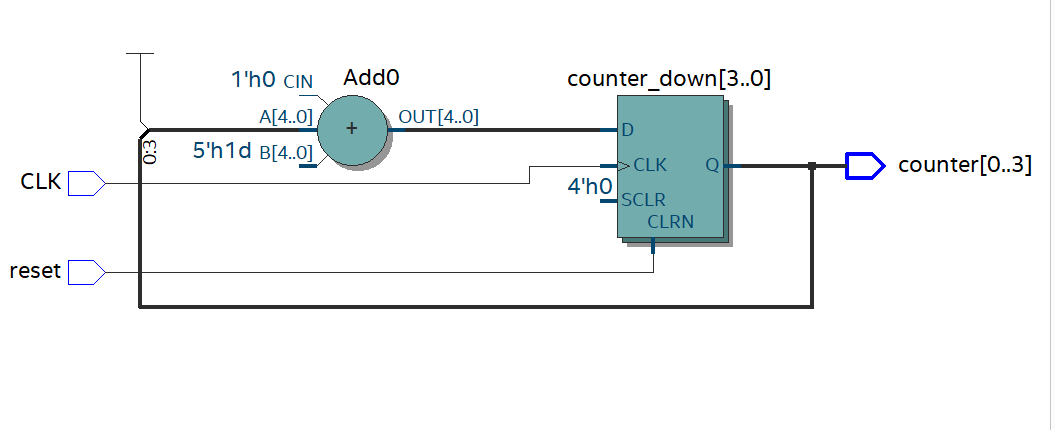 1'h0 CIN
Add0
counter_down[3..0]
A[4..0]
+
OUT[4..0]
D
5'h1d B[4..0]
0:3
CLK
Q
counter[0..3]
CLK
4'h0
SCLR
CLRN
reset